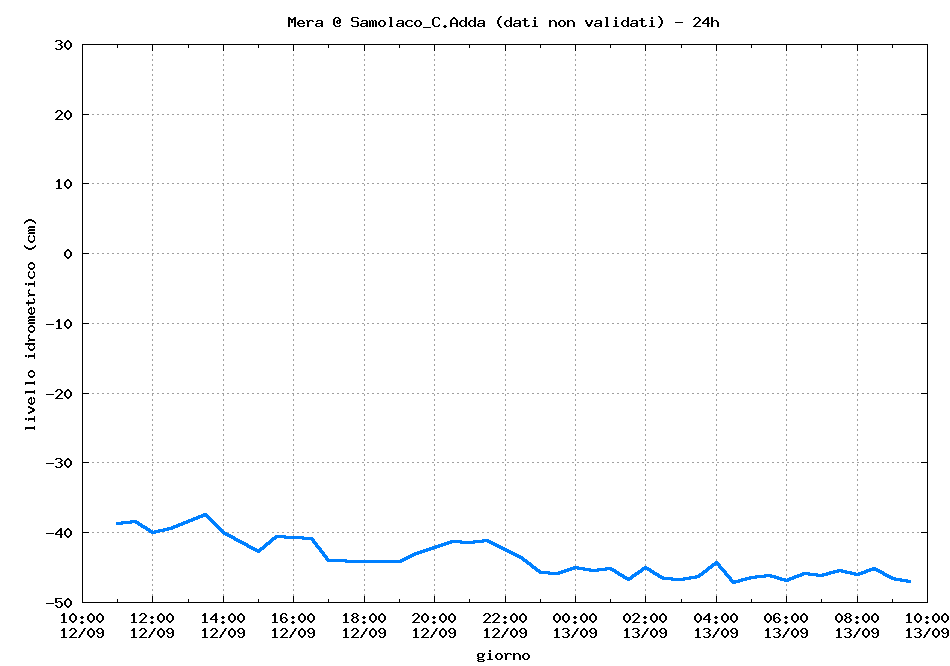 Mera @ Samolaco_C.Adda (dati non validati) - 24h
livello idrometrico (cm)
30
20
10
0
-10
-20
-30
-40
-50
10:00 12:00 14:00 16:00 18:00 20:00 22:00 00:00 02:00 04:00 06:00 08:00 10:00
12/09 12/09 12/09 12/09 12/09 12/09 12/09 13/09 13/09 13/09 13/09 13/09 13/09
giorno